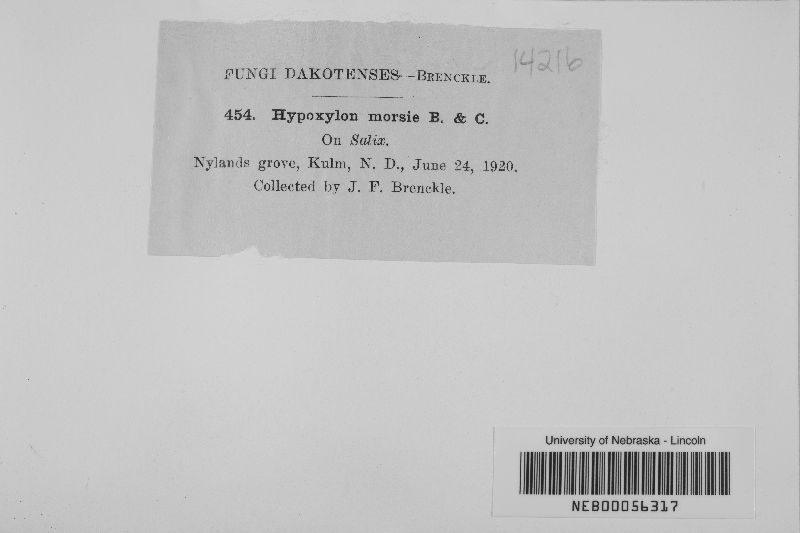 14216
FUNGI DAKOTENSES--BRENCKLE.
454. Hypoxylon morsie B. & C.
On Salix.
Nylands grove, Kulm, N. D., June 24, 1920.
Collected by J. F. Brenckle.
University of Nebraska - Lincoln
NEB00056317